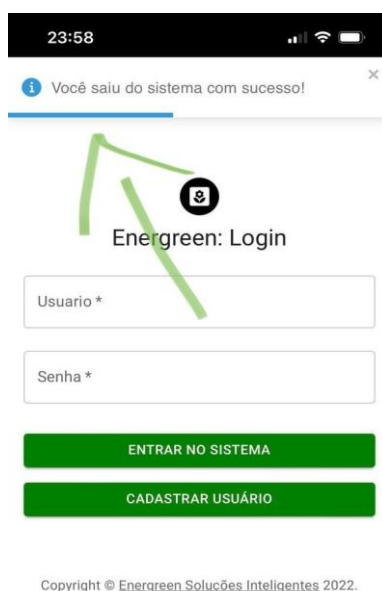 23:58
Você saiu do sistema com sucesso!
Energreen: Login
Usuario *
Senha *
ENTRAR NO SISTEMA
CADASTRAR USUÁRIO
Copyright © Energreen Soluções Inteligentes 2022.